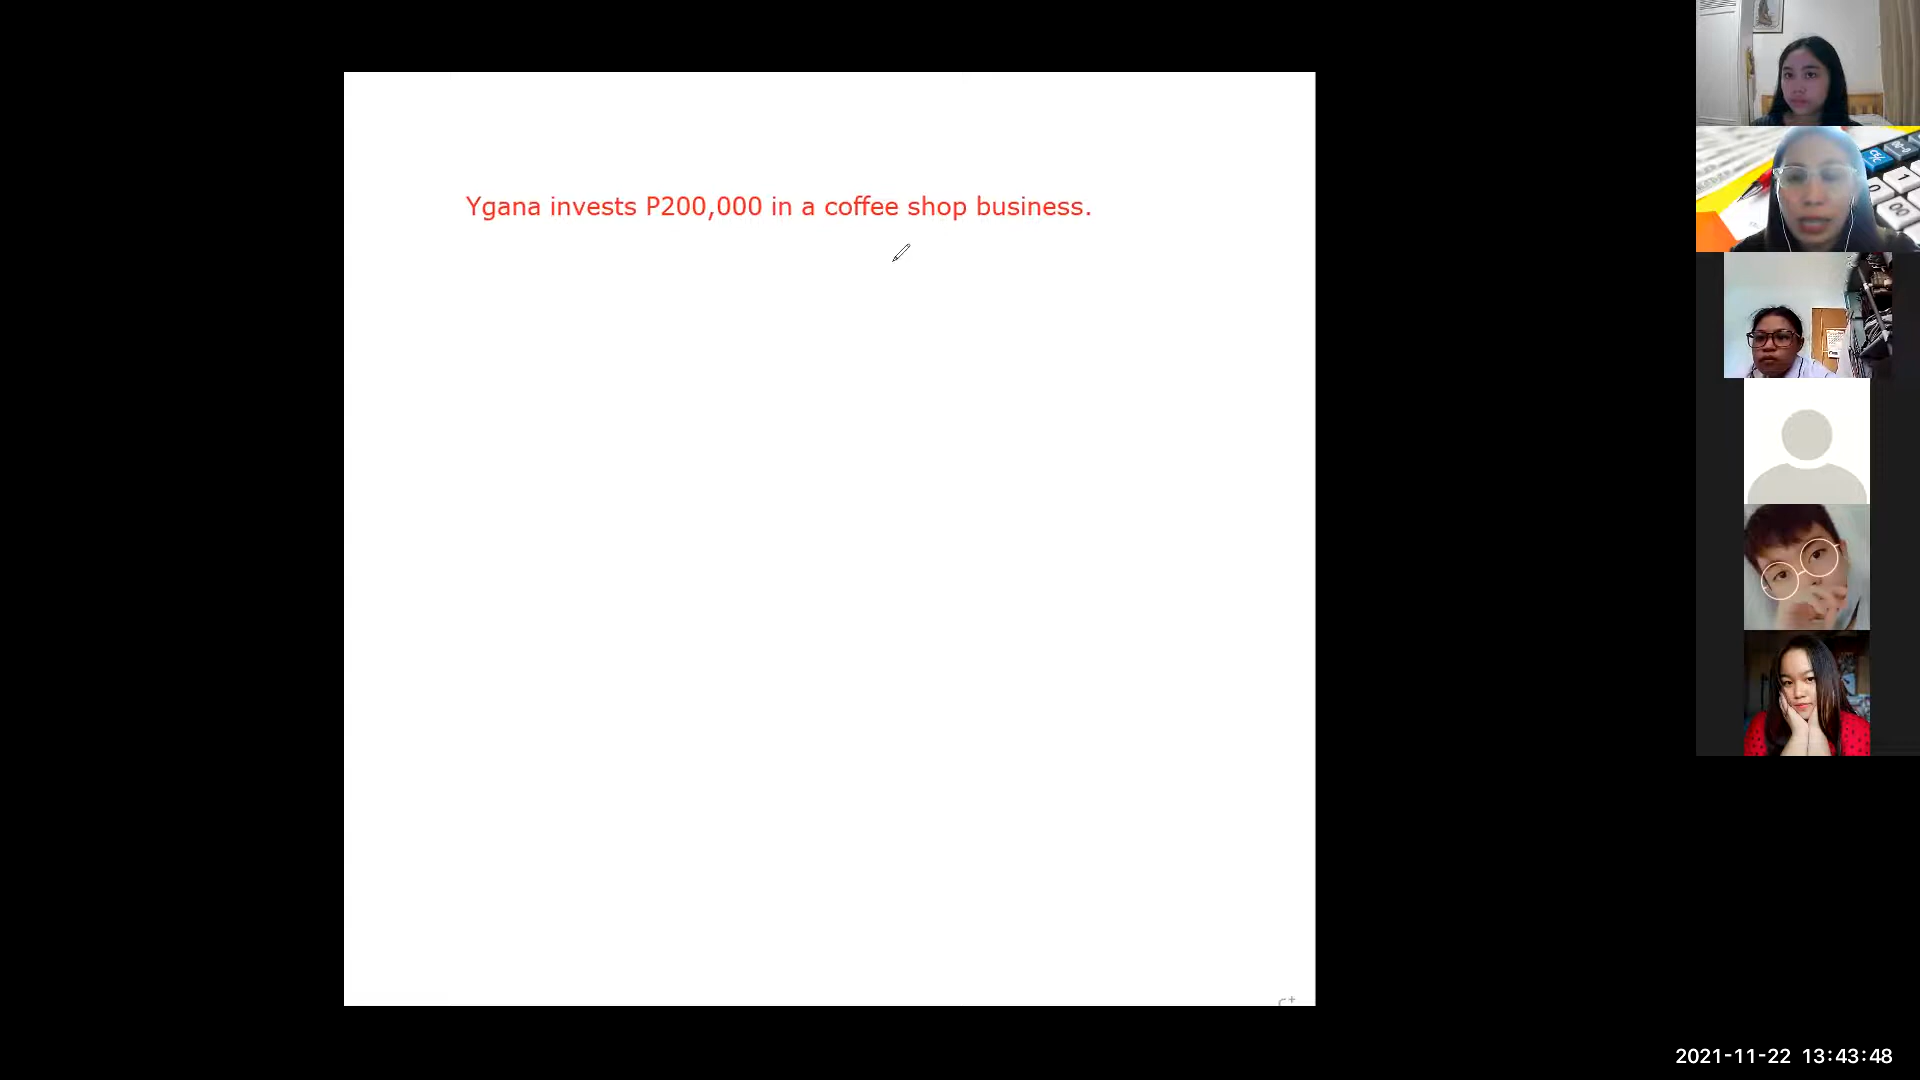 Ygana invests P200,000 in a coffee shop business.
2021-11-22 13:43:48